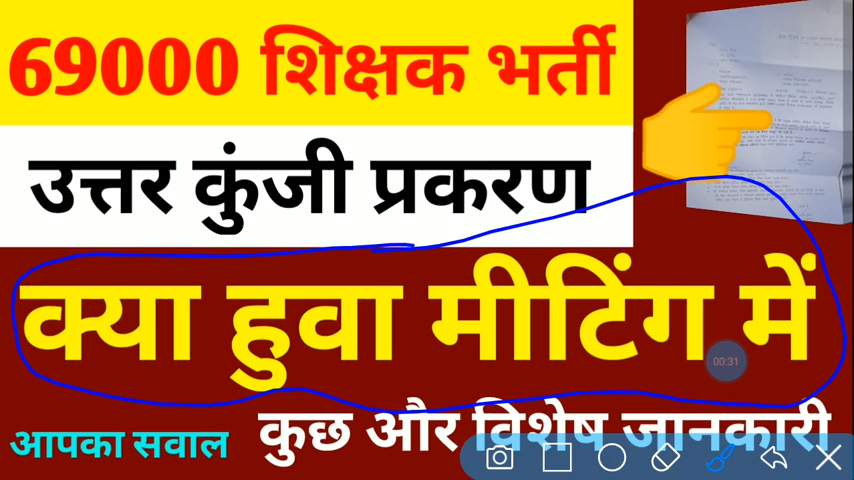 69000 शिक्षक भर्ती
उत्तर कुंजी प्रकरण
क्या हुवा मीटिंग में
00:31
आपका सवाल कुछ और विशेष जानकारी